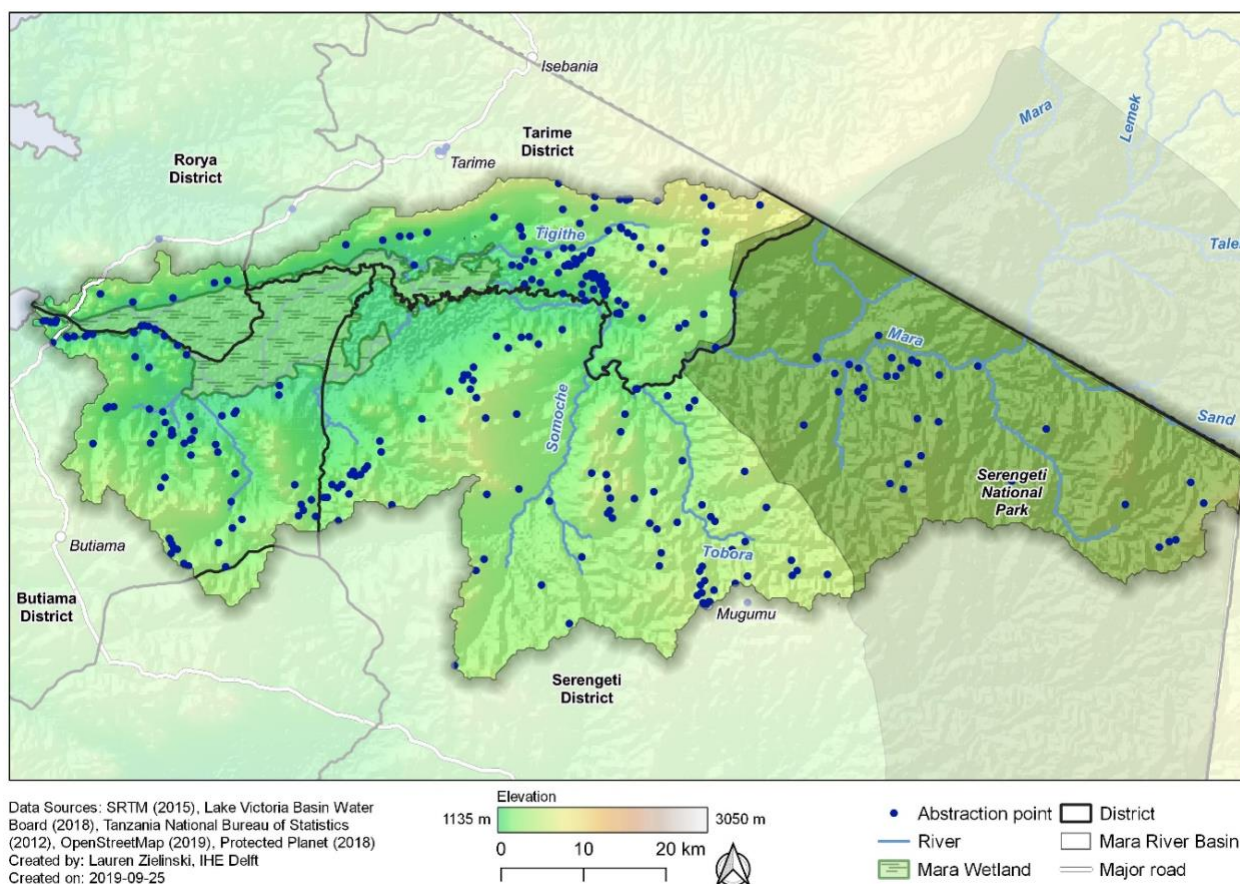 Isebania
Mara
Lemek
Tarime
District
Tarime
Rorya
District
Tigithe
Mara
Sand
Somoche
Serengeti
National
Park
Butiama
Tobora
Butiama
District
Mugumu
Serengeti
District
Data Sources: SRTM (2015), Lake Victoria Basin Water
Board (2018), Tanzania National Bureau of Statistics
(2012), OpenStreetMap (2019), Protected Planet (2018)
Created by: Lauren Zielinski, IHE Delft
Created on: 2019-09-25
Elevation
1135 m
3050 m
0 10 20 km
Abstraction point
River
Mara Wetland
District
Mara River Basin
Major road